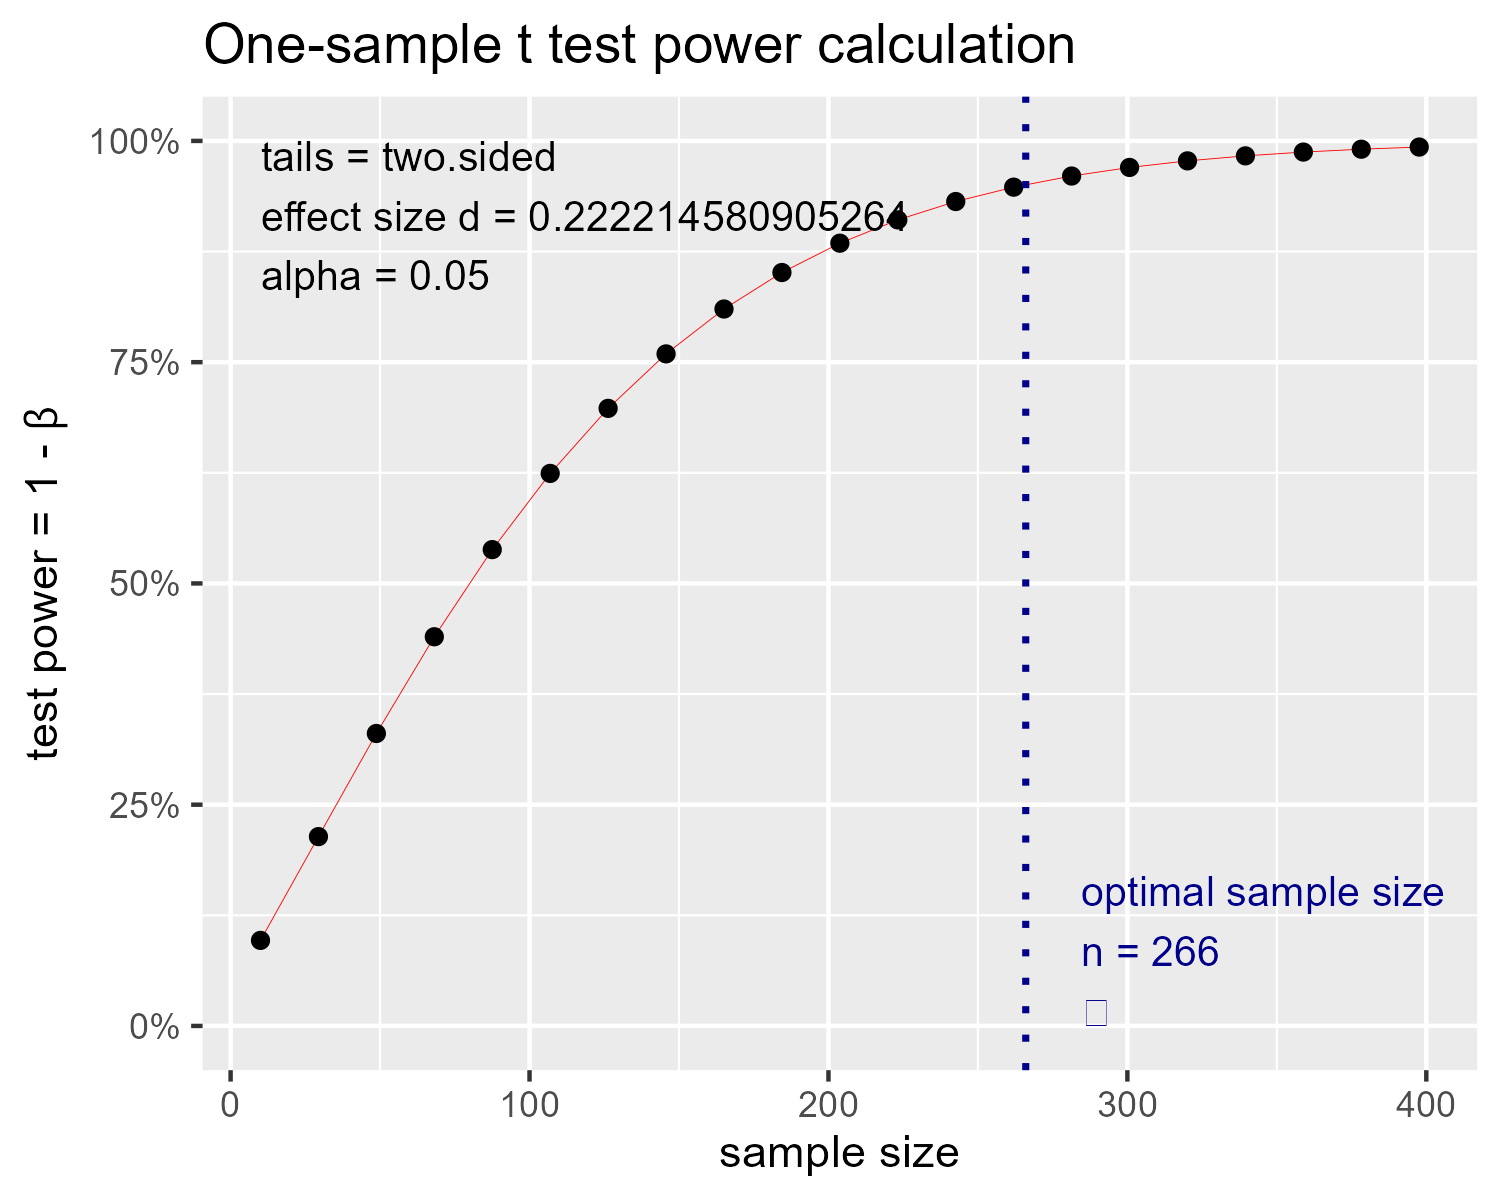 One-sample t test power calculation
100%
75%
50%
25%
0%
test power = 1 - β
tails = two.sided
effect size d = 0.222214580905264
alpha = 0.05
optimal sample size
n = 266
0
100
200
300
400
sample size